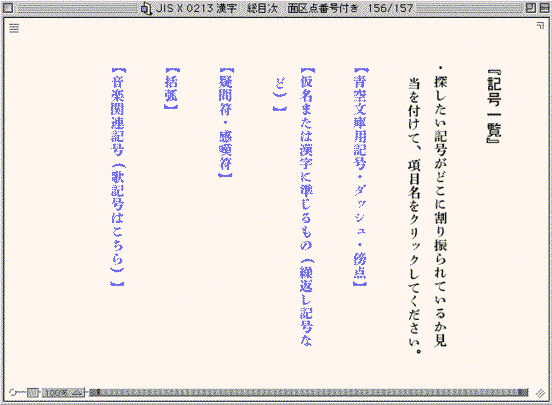 JIS X 0213 漢字　総目次　面区点番号付き　156/157
『記号一覧』
・探したい記号がどこに割り振られているか見
当を付けて、項目名をクリックしてください。
【青空文庫用記号・ダッシュ・傍点】
【仮名または漢字に準じるもの（繰返し記号な
ど）】
【疑問符・感嘆符】
【括弧】
【音楽関連記号（歌記号はこちら）】
100%